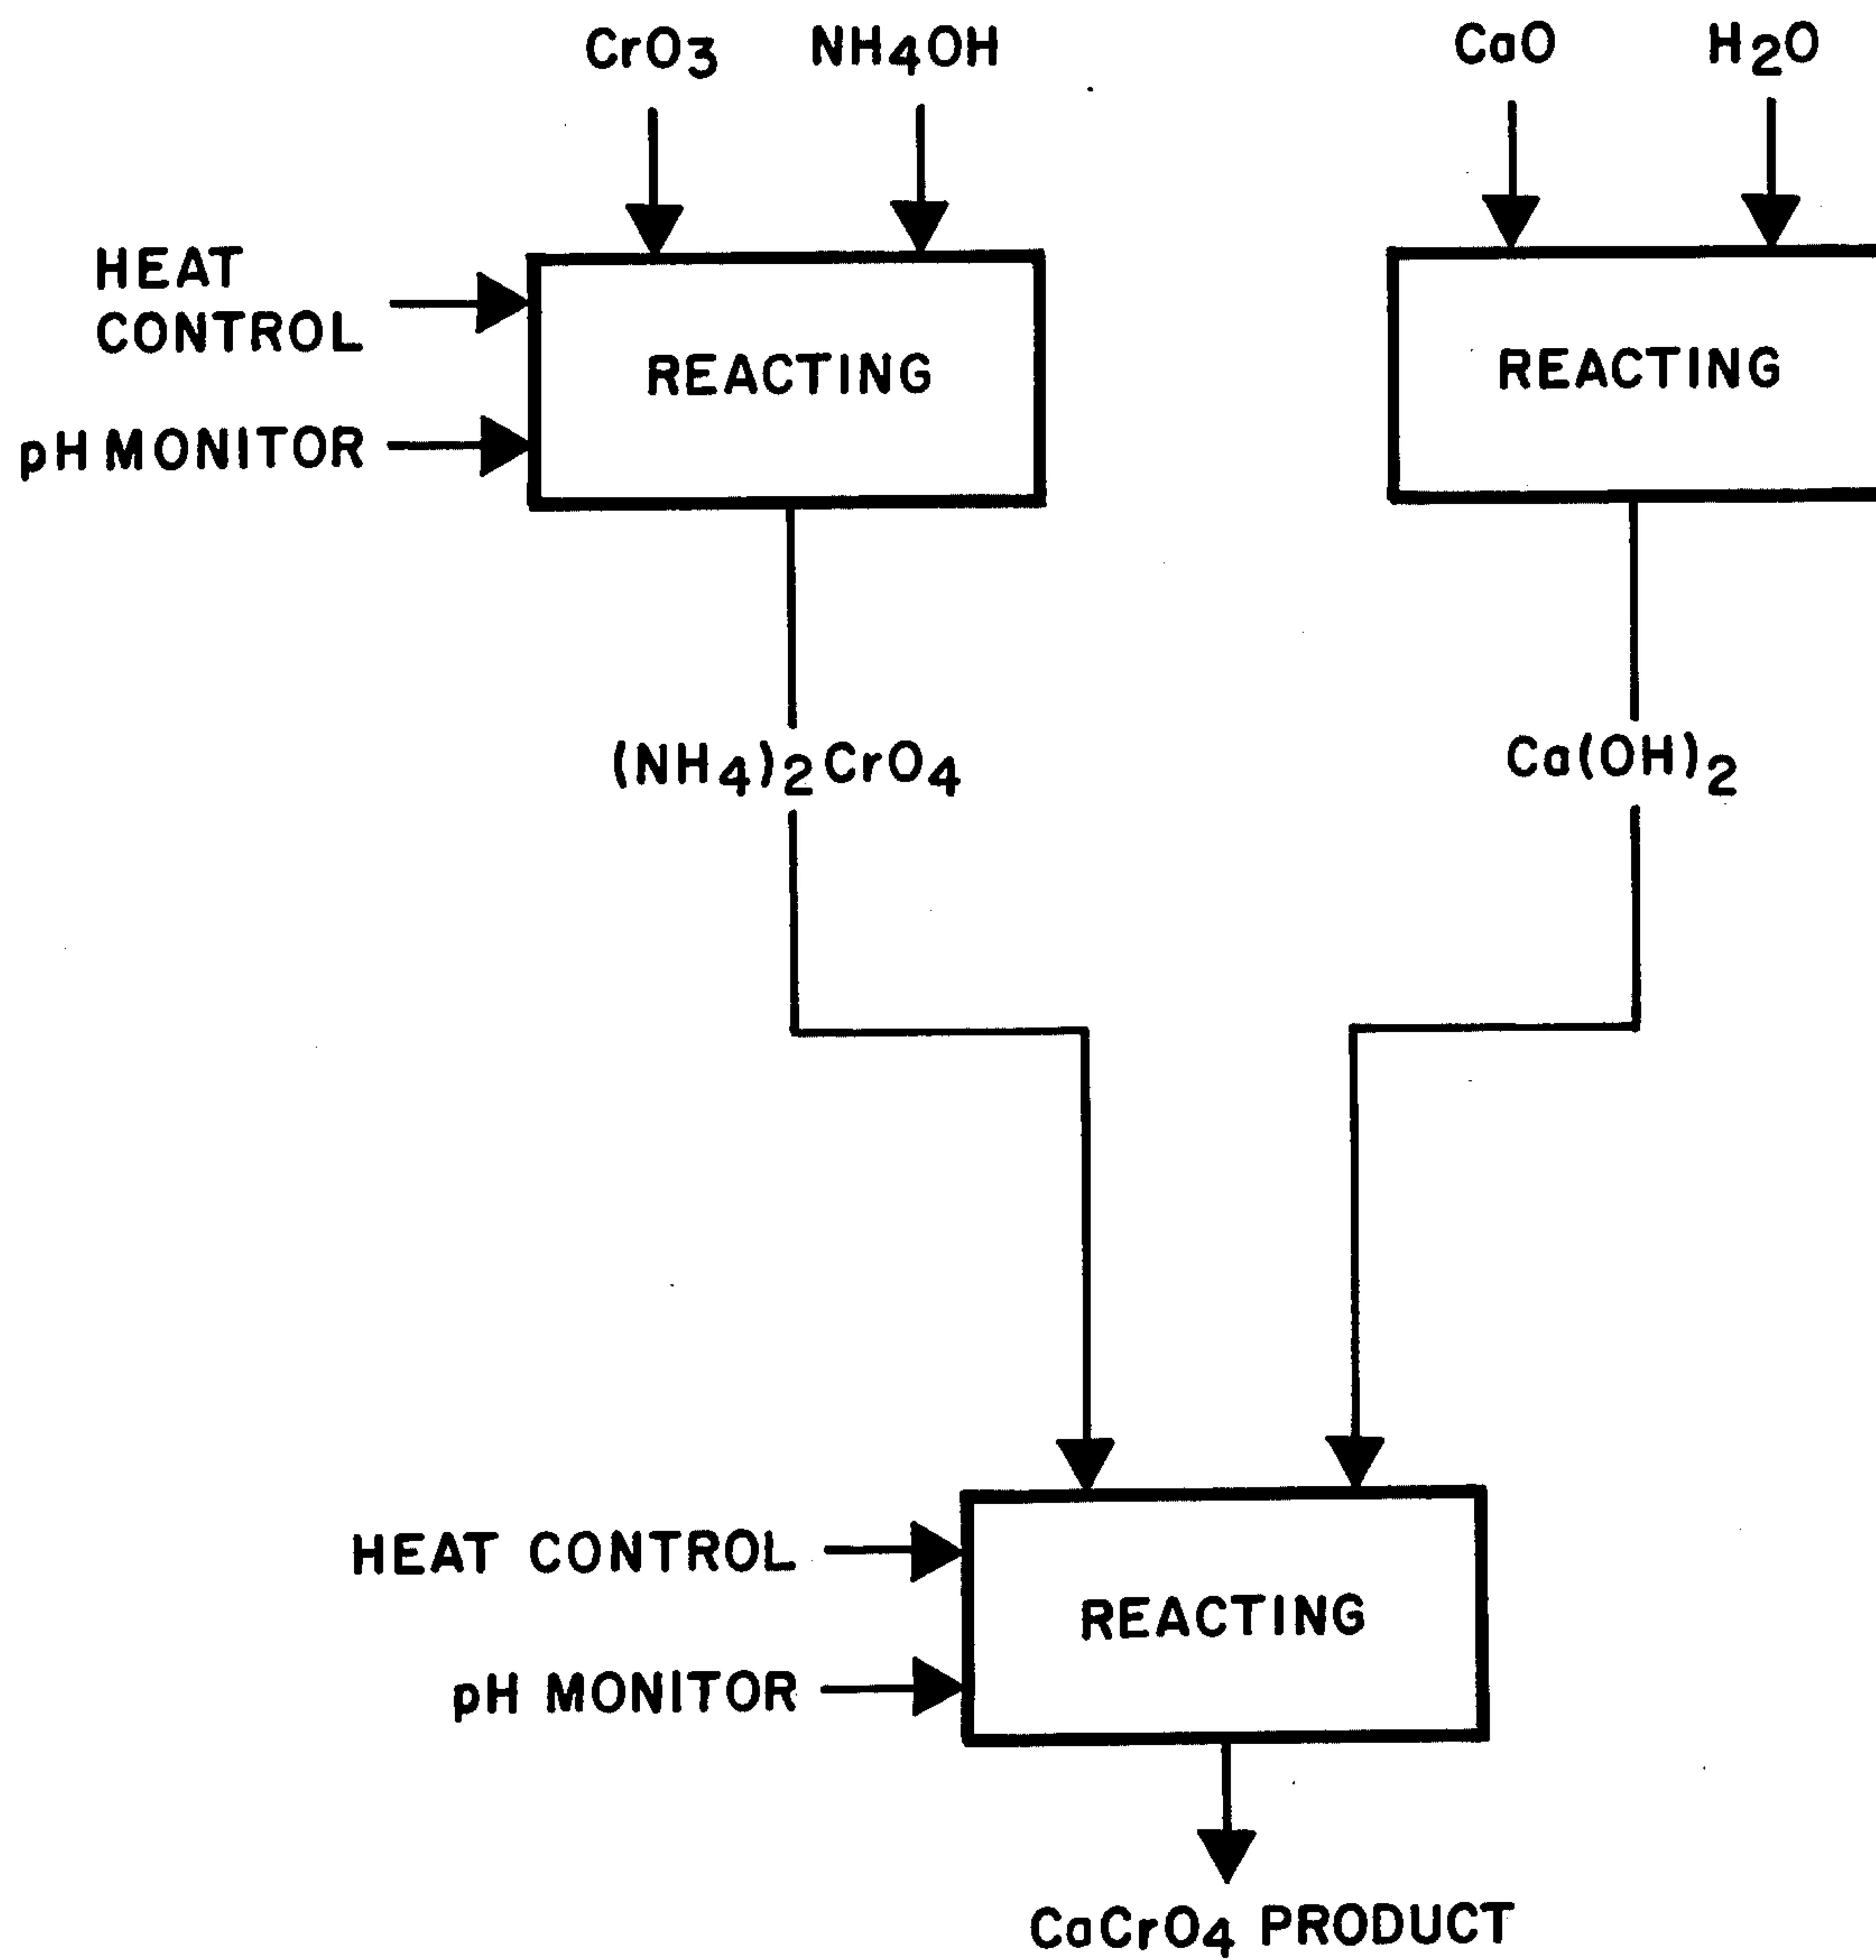 CrO3 NH4OH CaO H2O
HEAT
CONTROL
REACTING REACTING
pH MONITOR
(NH4)2CrO4 Ca(OH)2
HEAT CONTROL
REACTING
pH MONITOR
CaCrO4 PRODUCT